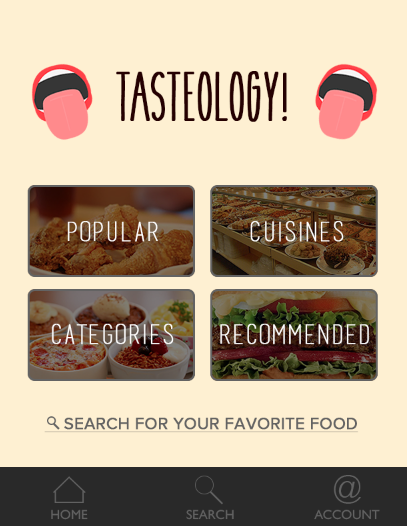 TASTEOLOGY!
POPULAR
CUISINES
CATEGORIES
RECOMMENDED
SEARCH FOR YOUR FAVORITE FOOD
HOME
SEARCH
@
ACCOUNT